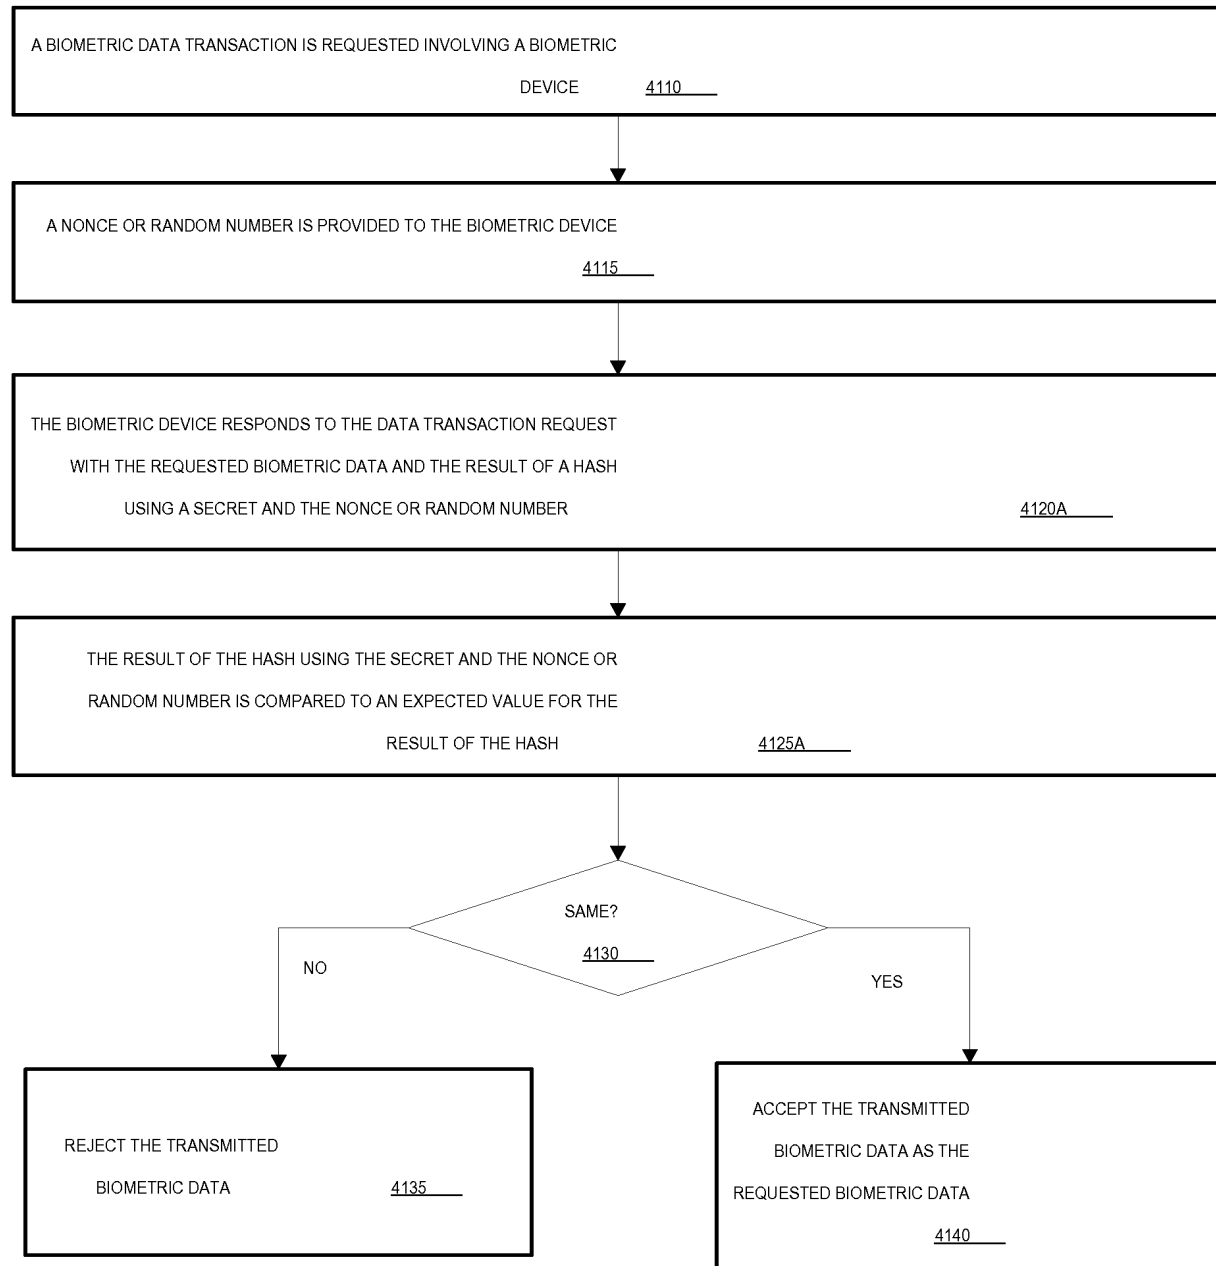 A BIOMETRIC DATA TRANSACTION IS REQUESTED INVOLVING A BIOMETRIC
DEVICE 4110
A NONCE OR RANDOM NUMBER IS PROVIDED TO THE BIOMETRIC DEVICE
4115
THE BIOMETRIC DEVICE RESPONDS TO THE DATA TRANSACTION REQUEST
WITH THE REQUESTED BIOMETRIC DATA AND THE RESULT OF A HASH
USING A SECRET AND THE NONCE OR RANDOM NUMBER 4120A
THE RESULT OF THE HASH USING THE SECRET AND THE NONCE OR
RANDOM NUMBER IS COMPARED TO AN EXPECTED VALUE FOR THE
RESULT OF THE HASH 4125A
SAME?
4130
NO
YES
REJECT THE TRANSMITTED
BIOMETRIC DATA 4135
ACCEPT THE TRANSMITTED
BIOMETRIC DATA AS THE
REQUESTED BIOMETRIC DATA
4140